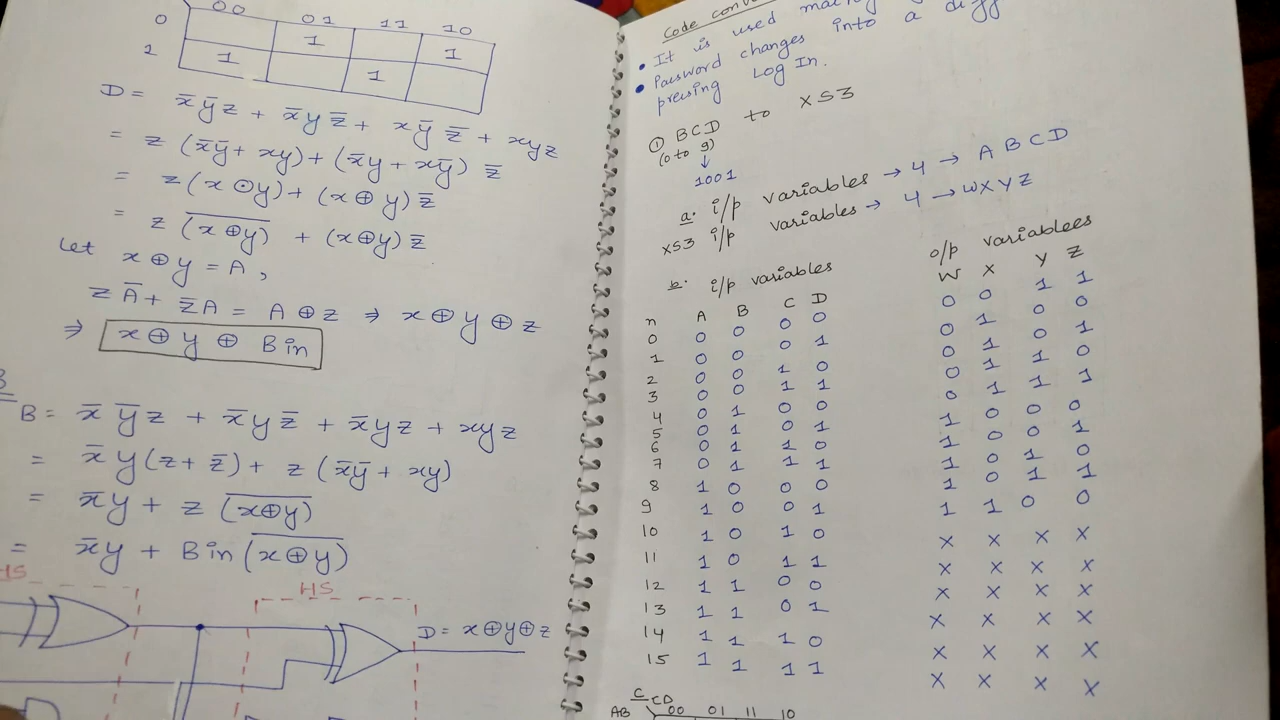 00 01 11 10
0 1 1
1 1 1
D = x̄ȳz + x̄yz̄ + xȳz̄ + xyz
= z(x̄ȳ + xy) + (x̄y + xȳ) z̄
= z(x⊙y) + (x⊕y) z̄
= z \overline{(x⊕y)} + (x⊕y) z̄
Let x⊕y = A,
zĀ + z̄A = A⊕z ⇒ x⊕y⊕z
⇒ x⊕y⊕Bin
B = x̄ȳz + x̄yz̄ + x̄yz + xyz
= x̄y(z + z̄) + z(x̄ȳ + xy)
= x̄y + z \overline{(x⊕y)}
= x̄y + Bin \overline{(x⊕y)}
HS HS
D = x⊕y⊕z
Code
• It is used
• Password changes into a
pressing Log In.
① BCD to XS3
(0 to 9)
↓
1001
a. i/p variables → 4 → ABCD
XS3 i/p variables → 4 → WXYZ
b. i/p variables o/p variablees
n A B C D W X Y Z
0 0 0 0 0 0 0 1 1
1 0 0 0 1 0 1 0 0
2 0 0 1 0 0 1 0 1
3 0 0 1 1 0 1 1 0
4 0 1 0 0 0 1 1 1
5 0 1 0 1 1 0 0 0
6 0 1 1 0 1 0 0 1
7 0 1 1 1 1 0 1 0
8 1 0 0 0 1 0 1 1
9 1 0 0 1 1 1 0 0
10 1 0 1 0 X X X X
11 1 0 1 1 X X X X
12 1 1 0 0 X X X X
13 1 1 0 1 X X X X
14 1 1 1 0 X X X X
15 1 1 1 1 X X X X
C
AB CD 00 01 11 10